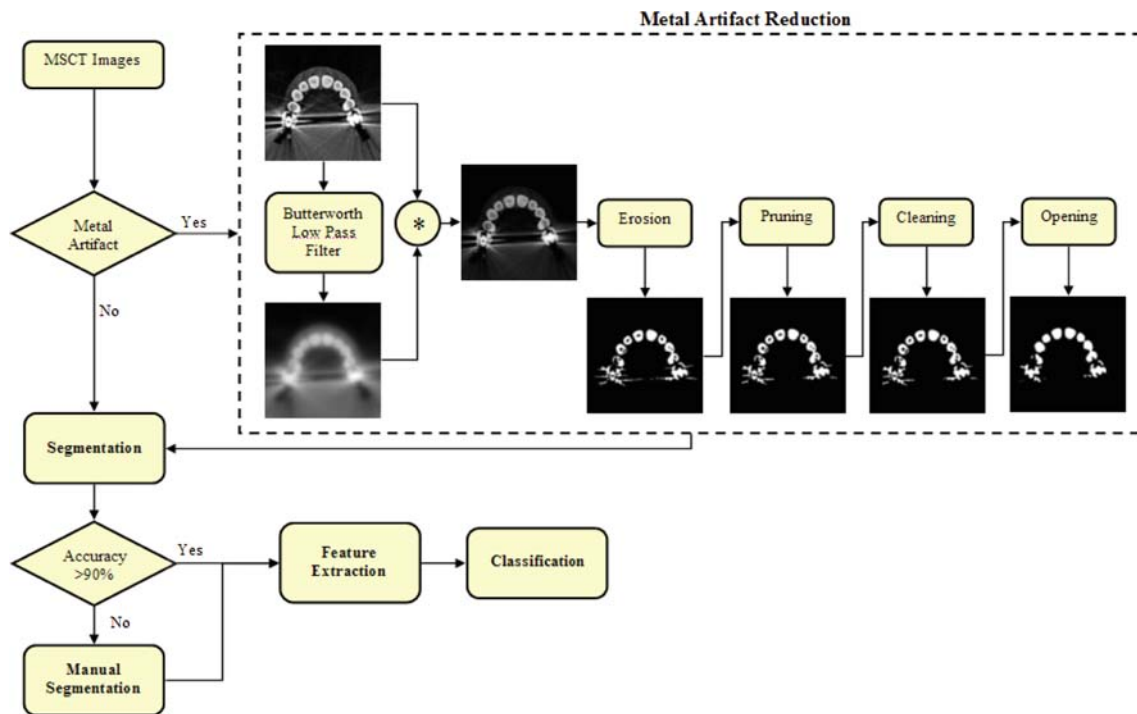 Metal Artifact Reduction
MSCT Images
Metal
Artifact
Yes
No
Butterworth
Low Pass
Filter
*
Erosion
Pruning
Cleaning
Opening
Segmentation
Accuracy
>90%
Yes
No
Manual
Segmentation
Feature
Extraction
Classification